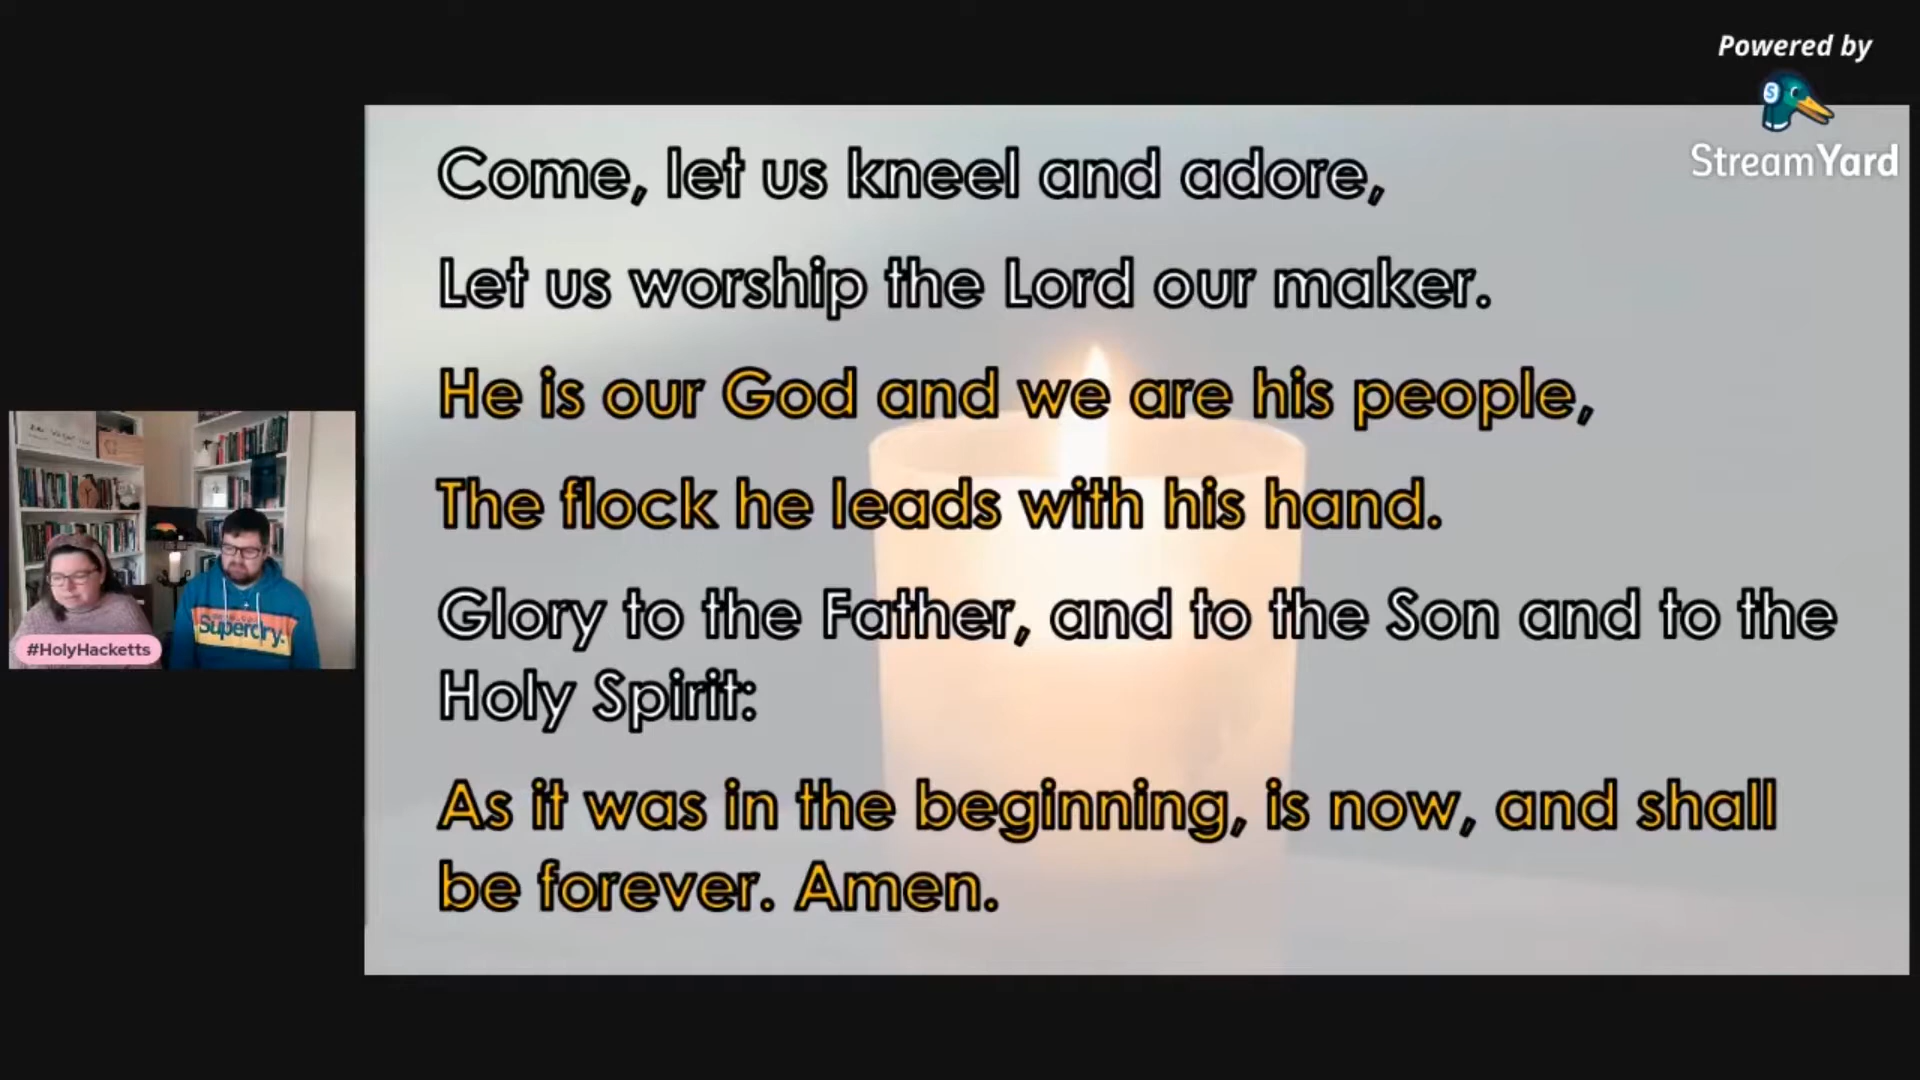 Powered by
StreamYard
Come, let us kneel and adore,
Let us worship the Lord our maker.
He is our God and we are his people,
The flock he leads with his hand.
Glory to the Father, and to the Son and to the
Holy Spirit:
As it was in the beginning, is now, and shall
be forever. Amen.
Superdry.
#HolyHacketts